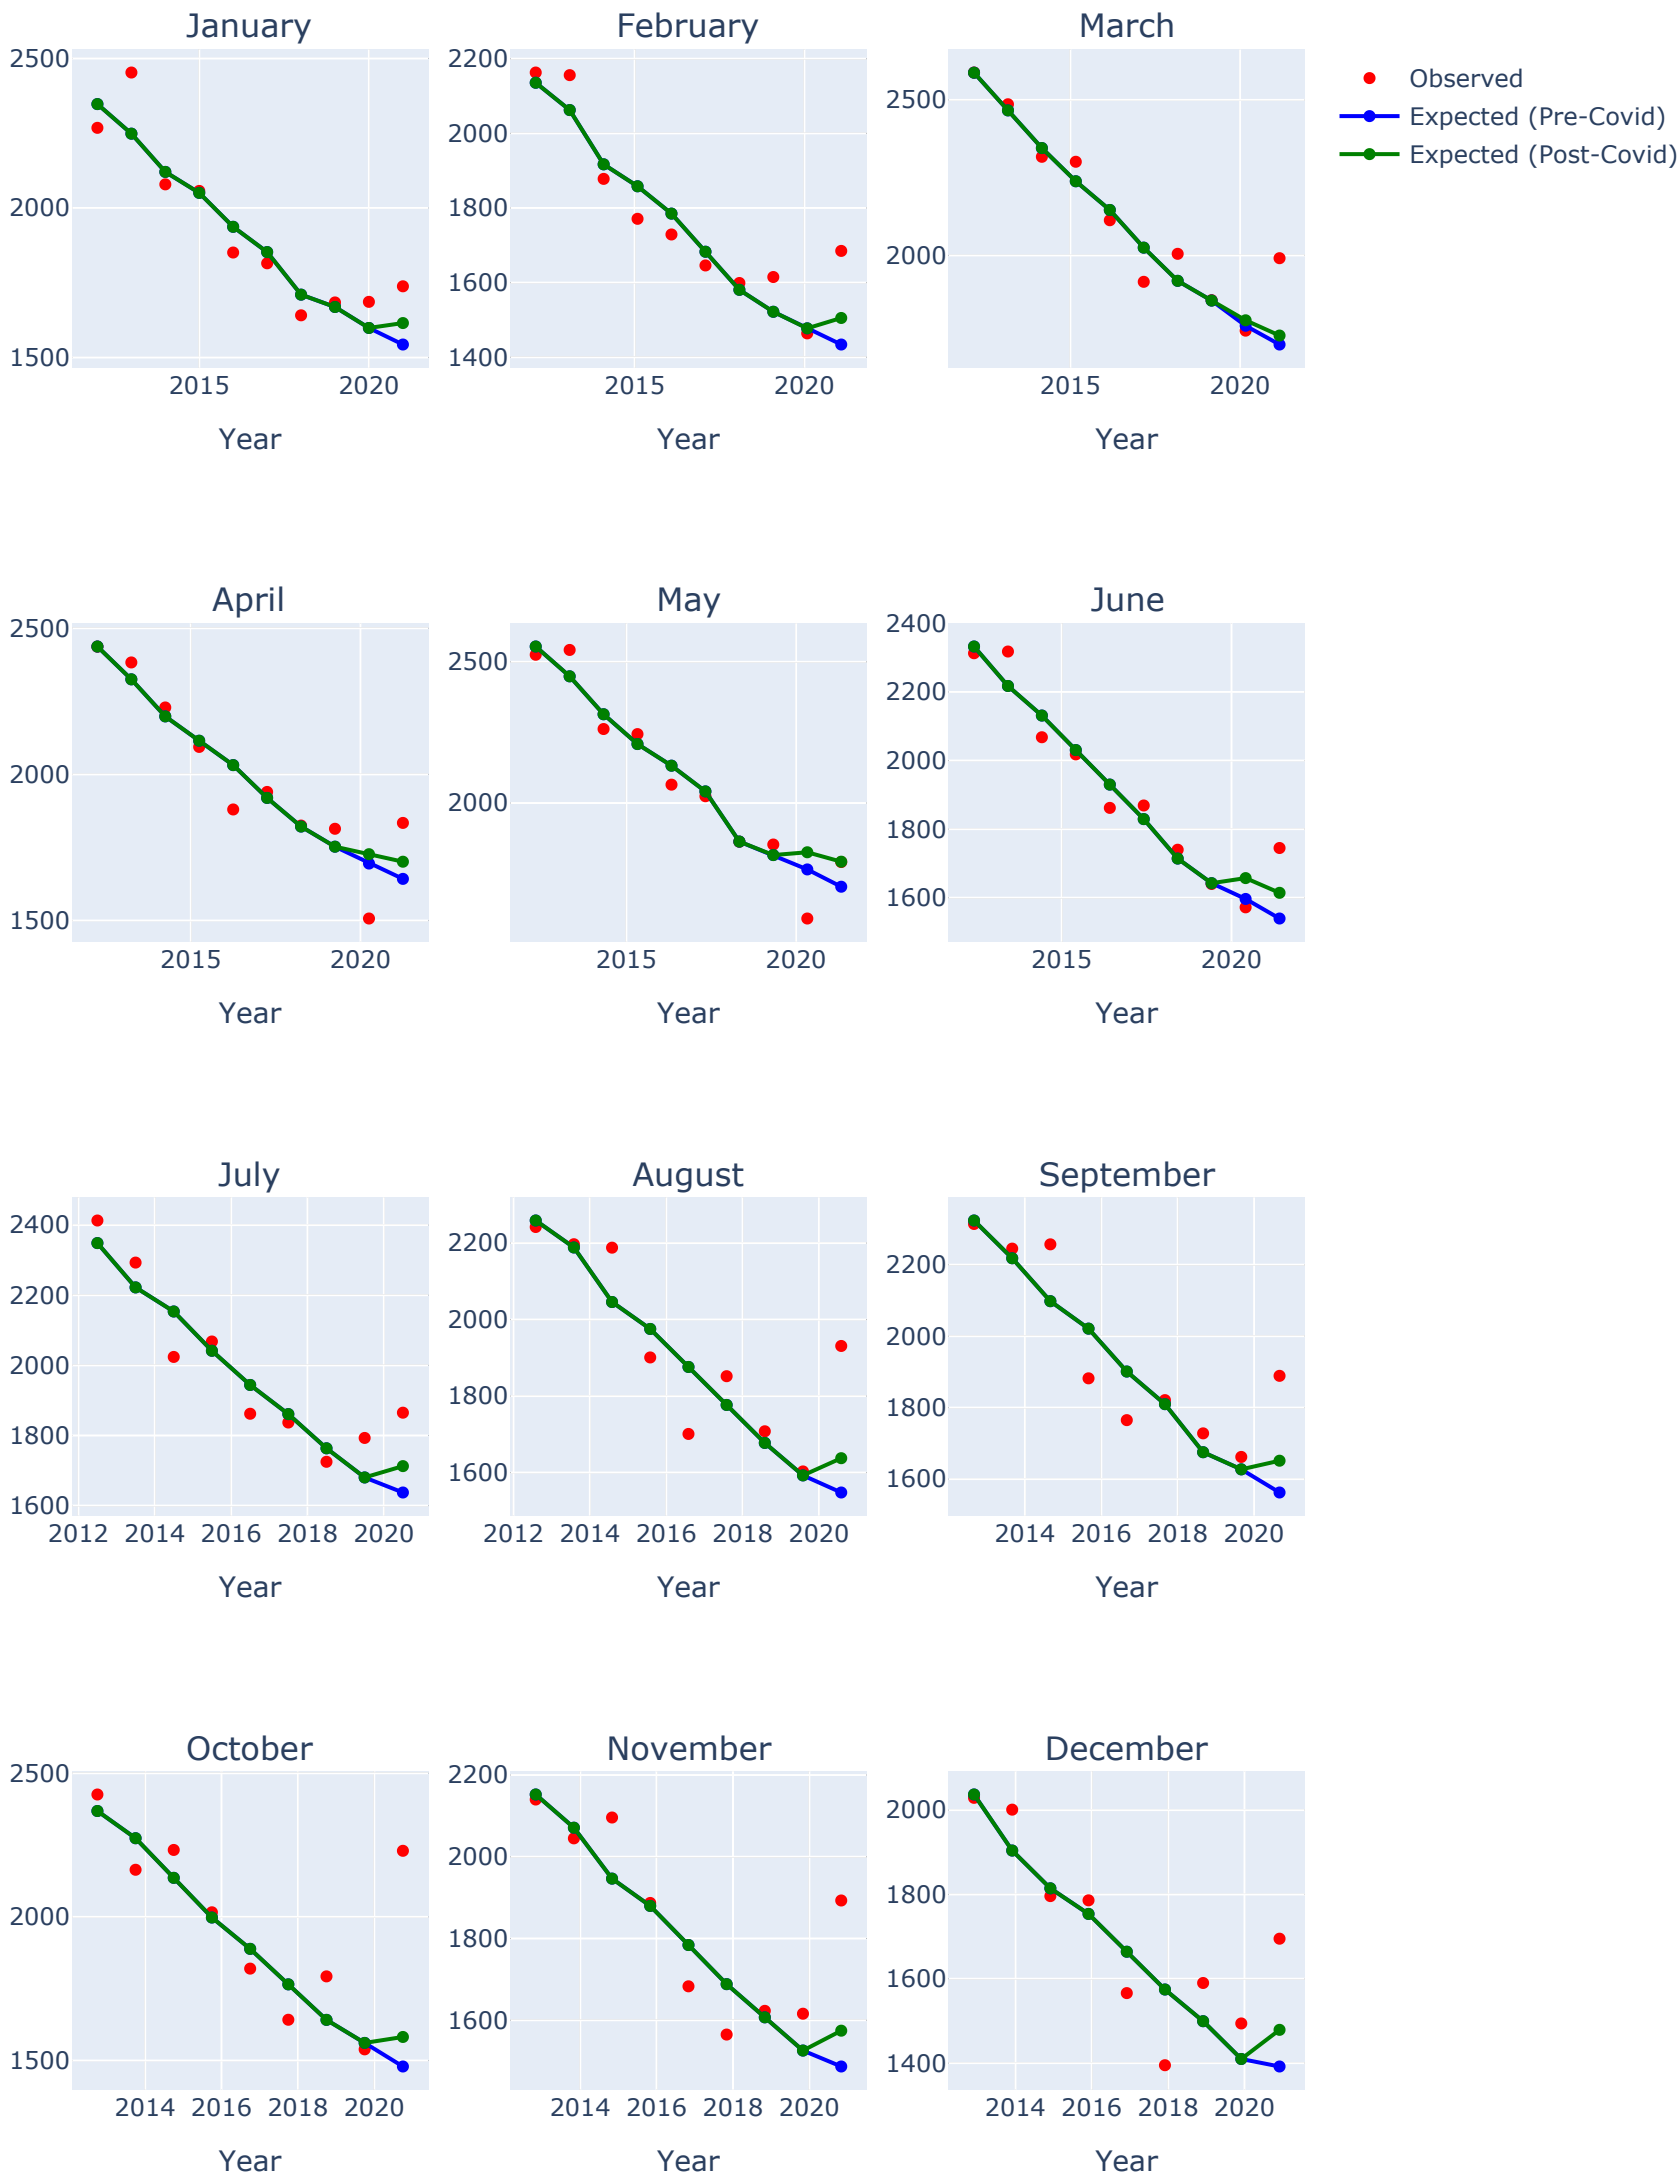 January
February
March
2500
2000
1500
2015
2020
Year
2200
2000
1800
1600
1400
2015
2020
Year
2500
2000
2015
2020
Year
Observed
Expected (Pre-Covid)
Expected (Post-Covid)
April
May
June
2500
2000
1500
2015
2020
Year
2500
2000
2015
2020
Year
2400
2200
2000
1800
1600
2015
2020
Year
July
August
September
2400
2200
2000
1800
1600
2012 2014 2016 2018 2020
Year
2200
2000
1800
1600
2012 2014 2016 2018 2020
Year
2200
2000
1800
1600
2014 2016 2018 2020
Year
October
November
December
2500
2000
1500
2014 2016 2018 2020
Year
2200
2000
1800
1600
2014 2016 2018 2020
Year
2000
1800
1600
1400
2014 2016 2018 2020
Year